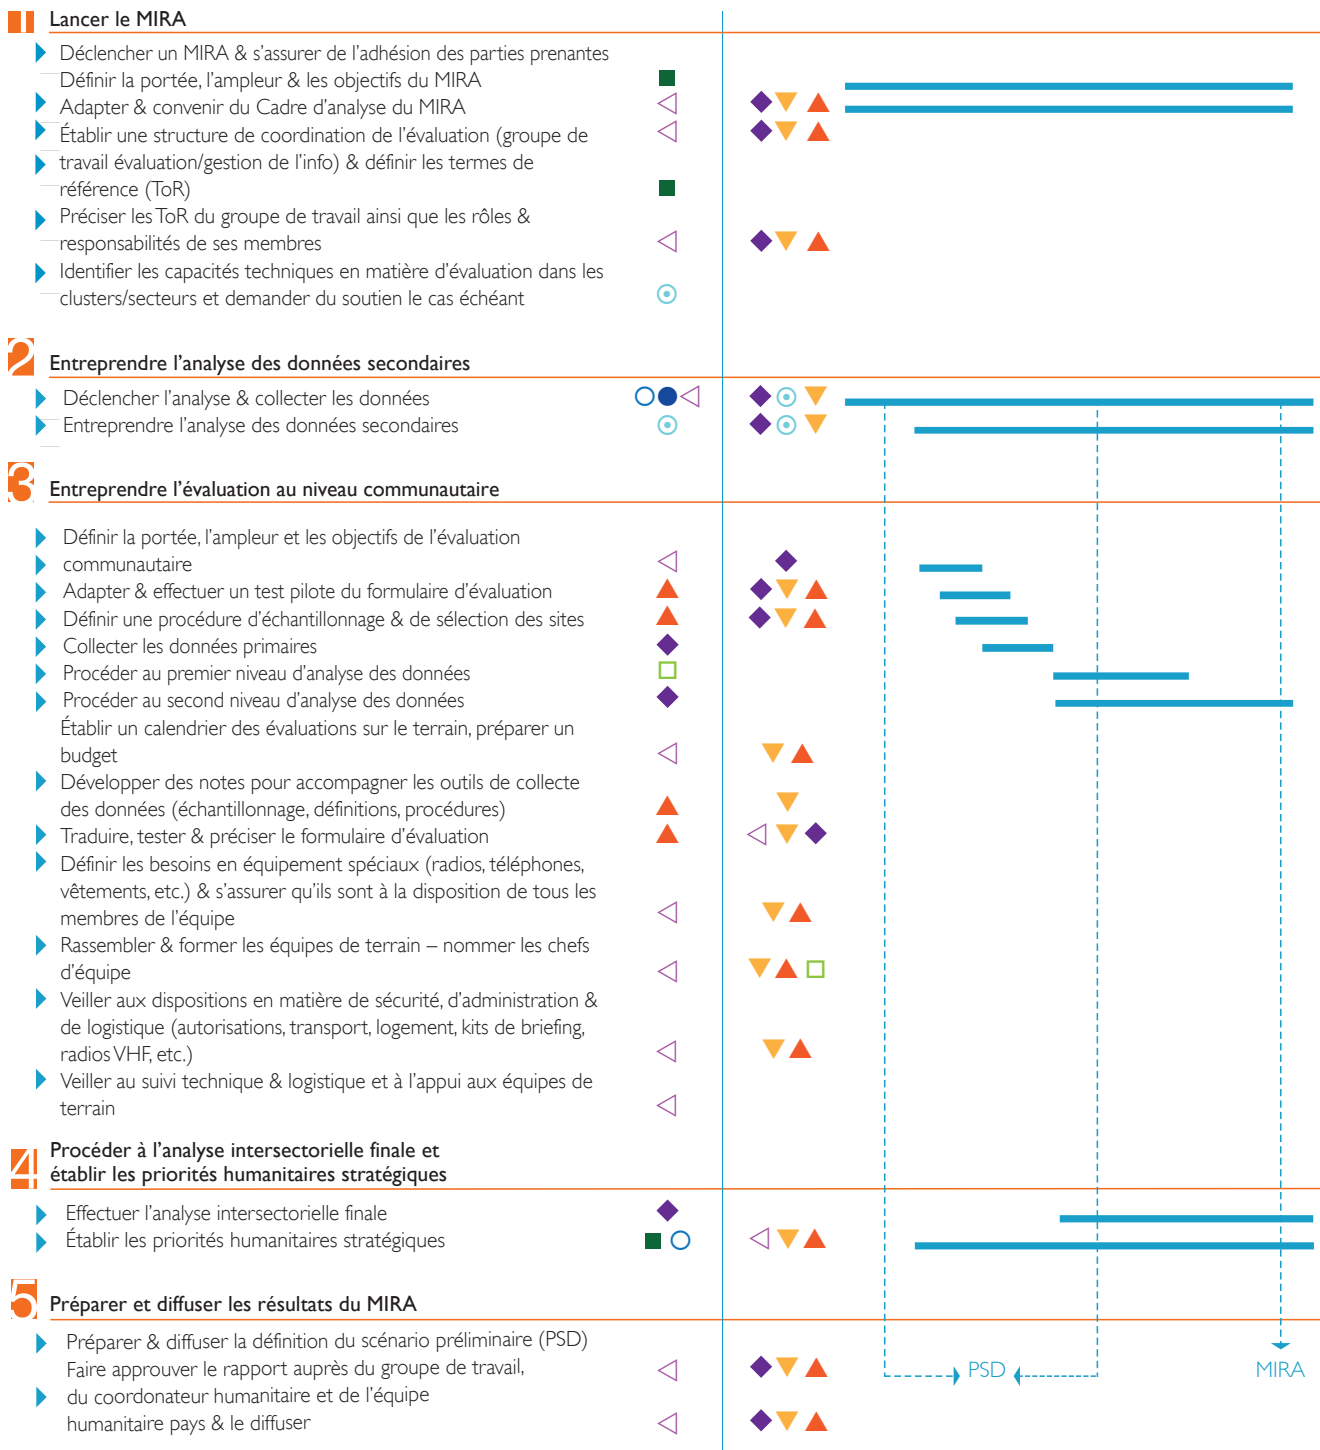 1 Lancer le MIRA
Déclencher un MIRA & s’assurer de l’adhésion des parties prenantes
Définir la portée, l’ampleur & les objectifs du MIRA
Adapter & convenir du Cadre d’analyse du MIRA
Établir une structure de coordination de l’évaluation (groupe de
travail évaluation/gestion de l’info) & définir les termes de
référence (ToR)
Préciser les ToR du groupe de travail ainsi que les rôles &
responsabilités de ses membres
Identifier les capacités techniques en matière d’évaluation dans les
clusters/secteurs et demander du soutien le cas échéant
2 Entreprendre l’analyse des données secondaires
Déclencher l’analyse & collecter les données
Entreprendre l’analyse des données secondaires
3 Entreprendre l’évaluation au niveau communautaire
Définir la portée, l’ampleur et les objectifs de l’évaluation
communautaire
Adapter & effectuer un test pilote du formulaire d’évaluation
Définir une procédure d’échantillonnage & de sélection des sites
Collecter les données primaires
Procéder au premier niveau d’analyse des données
Procéder au second niveau d’analyse des données
Établir un calendrier des évaluations sur le terrain, préparer un
budget
Développer des notes pour accompagner les outils de collecte
des données (échantillonnage, définitions, procédures)
Traduire, tester & préciser le formulaire d’évaluation
Définir les besoins en équipement spéciaux (radios, téléphones,
vêtements, etc.) & s’assurer qu’ils sont à la disposition de tous les
membres de l’équipe
Rassembler & former les équipes de terrain – nommer les chefs
d’équipe
Veiller aux dispositions en matière de sécurité, d’administration &
de logistique (autorisations, transport, logement, kits de briefing,
radios VHF, etc.)
Veiller au suivi technique & logistique et à l’appui aux équipes de
terrain
4 Procéder à l’analyse intersectorielle finale et
établir les priorités humanitaires stratégiques
Effectuer l’analyse intersectorielle finale
Établir les priorités humanitaires stratégiques
5 Préparer et diffuser les résultats du MIRA
Préparer & diffuser la définition du scénario préliminaire (PSD)
Faire approuver le rapport auprès du groupe de travail,
du coordonateur humanitaire et de l’équipe
humanitaire pays & le diffuser
PSD
MIRA